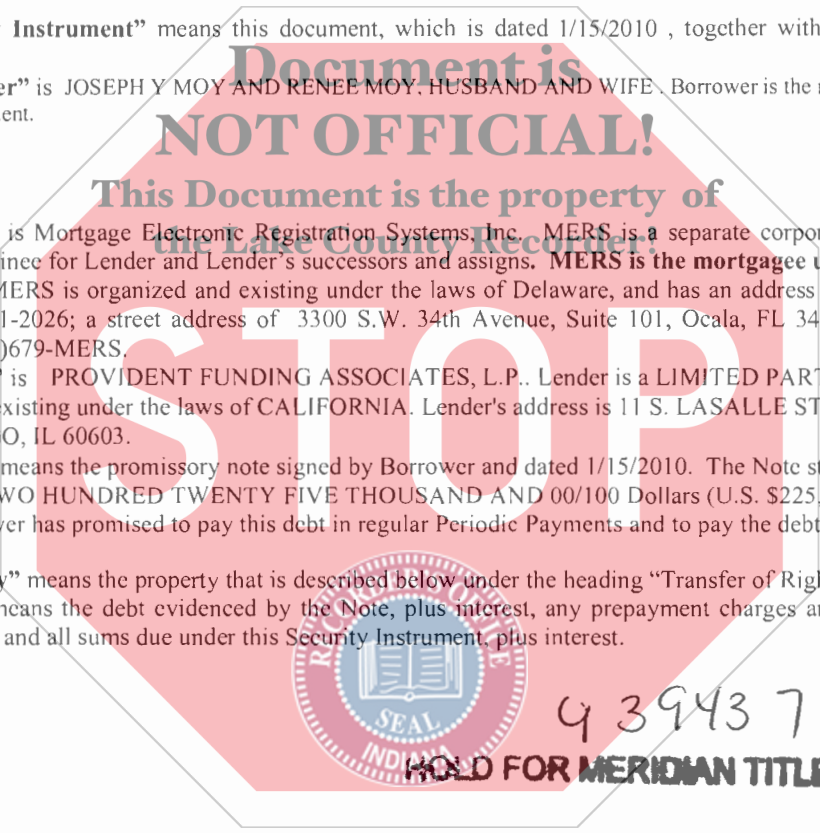 Instrument” means this document, which is dated 1/15/2010 , together with
Document is
er” is JOSEPH Y MOY AND RENEE MOY, HUSBAND AND WIFE . Borrower is the
ent.
NOT OFFICIAL!
This Document is the property of
the Lake County Recorder!
is Mortgage Electronic Registration Systems, Inc. MERS is a separate corpor
inee for Lender and Lender’s successors and assigns. MERS is the mortgagee u
MERS is organized and existing under the laws of Delaware, and has an address
1-2026; a street address of 3300 S.W. 34th Avenue, Suite 101, Ocala, FL 34
)679-MERS.
” is PROVIDENT FUNDING ASSOCIATES, L.P.. Lender is a LIMITED PART
existing under the laws of CALIFORNIA. Lender's address is 11 S. LASALLE ST
O, IL 60603.
STOP
means the promissory note signed by Borrower and dated 1/15/2010. The Note st
WO HUNDRED TWENTY FIVE THOUSAND AND 00/100 Dollars (U.S. $225,
ver has promised to pay this debt in regular Periodic Payments and to pay the debt
y” means the property that is described below under the heading “Transfer of Righ
means the debt evidenced by the Note, plus interest, any prepayment charges a
and all sums due under this Security Instrument, plus interest.
RECORDER'S OFFICE
SEAL
INDIANA
439437
HOLD FOR MERIDIAN TITLE